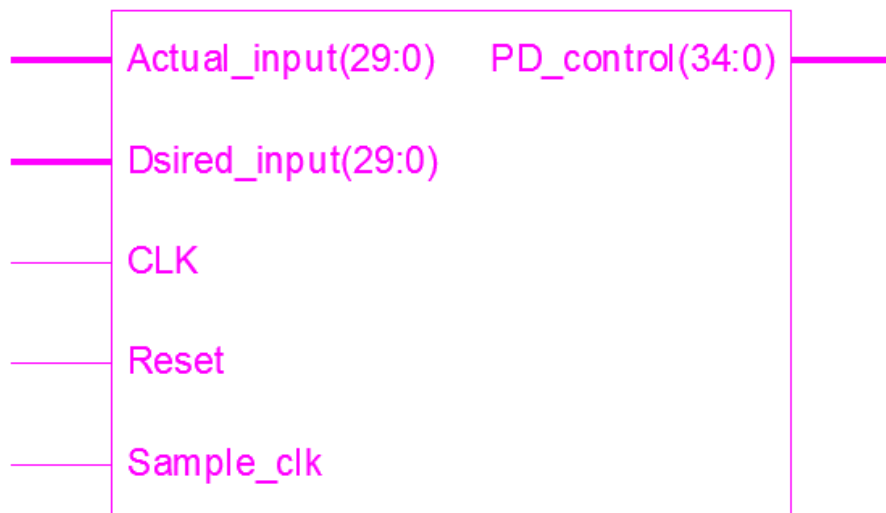 Actual_input(29:0) PD_control(34:0)
Dsired_input(29:0)
CLK
Reset
Sample_clk